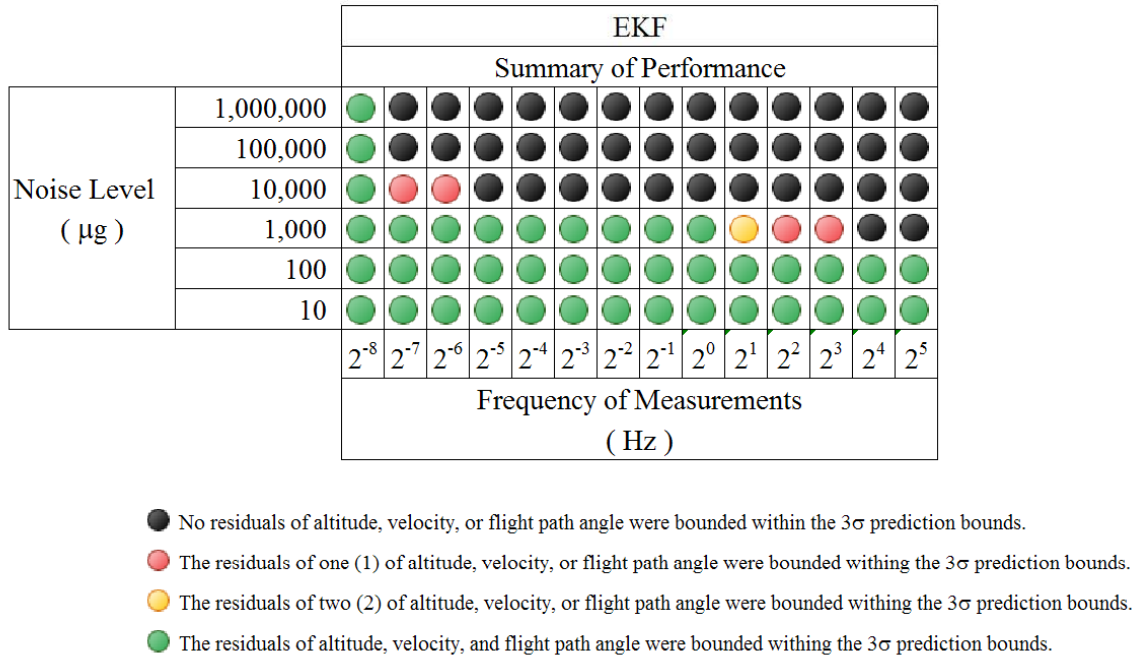 EKF
Summary of Performance
Noise Level
( μg )
1,000,000
100,000
10,000
1,000
100
10
2⁻⁸ 2⁻⁷ 2⁻⁶ 2⁻⁵ 2⁻⁴ 2⁻³ 2⁻² 2⁻¹ 2⁰ 2¹ 2² 2³ 2⁴ 2⁵
Frequency of Measurements
( Hz )
No residuals of altitude, velocity, or flight path angle were bounded within the 3σ prediction bounds.
The residuals of one (1) of altitude, velocity, or flight path angle were bounded withing the 3σ prediction bounds.
The residuals of two (2) of altitude, velocity, or flight path angle were bounded withing the 3σ prediction bounds.
The residuals of altitude, velocity, and flight path angle were bounded withing the 3σ prediction bounds.